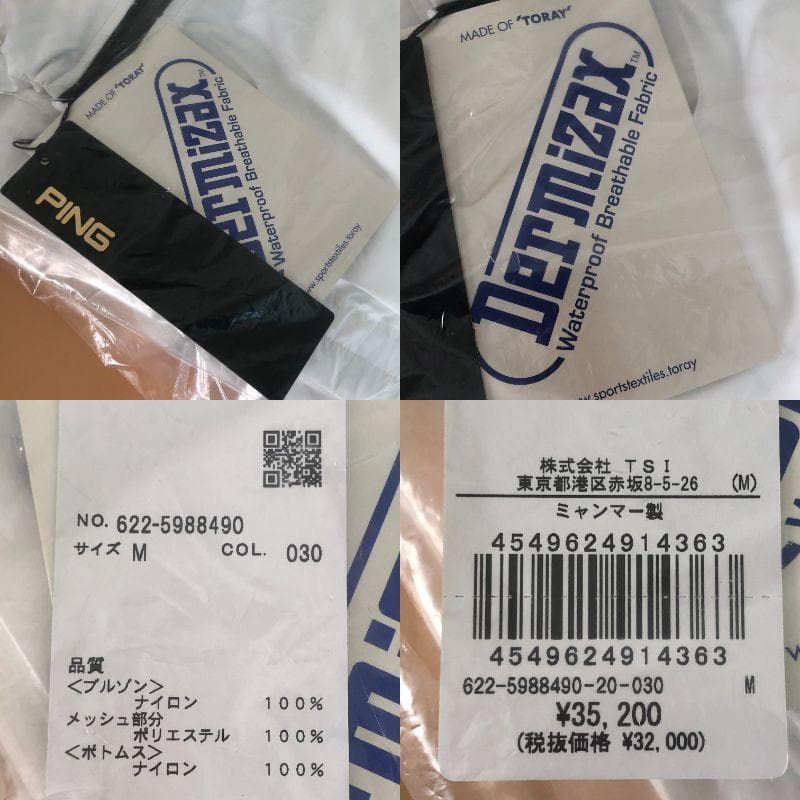 MADE OF 'TORAY'
Dermizax™
Waterproof Breathable Fabric
www.sportstextiles.toray
PING
MADE OF 'TORAY'
Dermizax™
Waterproof Breathable Fabric
www.sportstextiles.toray
NO. 622-5988490
サイズ M COL. 030
品質
<ブルゾン>
ナイロン 100%
メッシュ部分
ポリエステル 100%
<ボトムス>
ナイロン 100%
株式会社 TSI
東京都港区赤坂8-5-26 (M)
ミャンマー製
4549624914363
4549624914363
622-5988490-20-030 M
¥35,200
(税抜価格 ¥32,000)